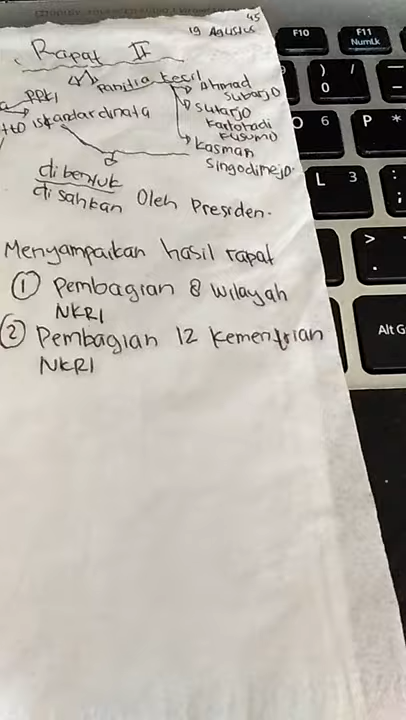 19 Agustus 45
Rapat II
Panitia kecil
Ahmad
Subarjo
PPKI
Iskandardinata
Sutarjo
Kartohadi
Kusumo
Kasman
Singodimejo.
dibentuk
disahkan Oleh Presiden.
Menyampaikan hasil rapat
① Pembagian 8 wilayah
NKRI
② Pembagian 12 kementrian
NKRI
F10
F11
NumLk
)
/
0
—
O 6
P *
L 3
:
;
>
.
Alt G